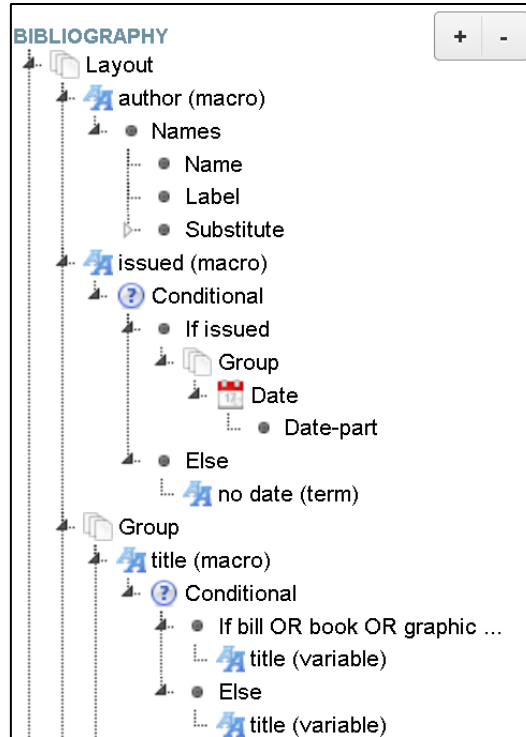 BIBLIOGRAPHY
+ -
Layout
author (macro)
Names
Name
Label
Substitute
issued (macro)
? Conditional
If issued
Group
Date
Date-part
Else
no date (term)
Group
title (macro)
? Conditional
If bill OR book OR graphic ...
title (variable)
Else
title (variable)